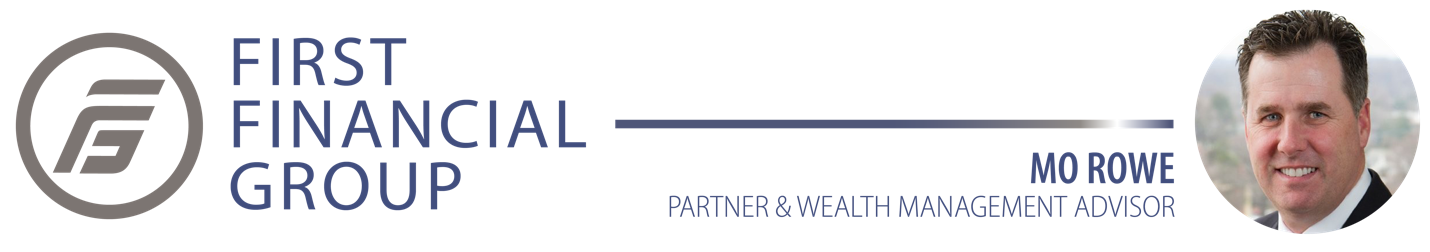 FIRST
FINANCIAL
GROUP
MO ROWE
PARTNER & WEALTH MANAGEMENT ADVISOR